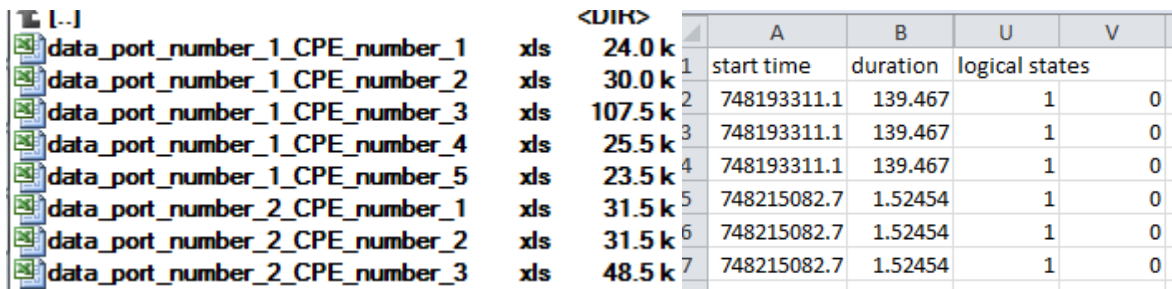 [..] <DIR>
data_port_number_1_CPE_number_1 xls 24.0 k
data_port_number_1_CPE_number_2 xls 30.0 k
data_port_number_1_CPE_number_3 xls 107.5 k
data_port_number_1_CPE_number_4 xls 25.5 k
data_port_number_1_CPE_number_5 xls 23.5 k
data_port_number_2_CPE_number_1 xls 31.5 k
data_port_number_2_CPE_number_2 xls 31.5 k
data_port_number_2_CPE_number_3 xls 48.5 k
A B U V
1 start time duration logical states
2 748193311.1 139.467 1 0
3 748193311.1 139.467 1 0
4 748193311.1 139.467 1 0
5 748215082.7 1.52454 1 0
6 748215082.7 1.52454 1 0
7 748215082.7 1.52454 1 0